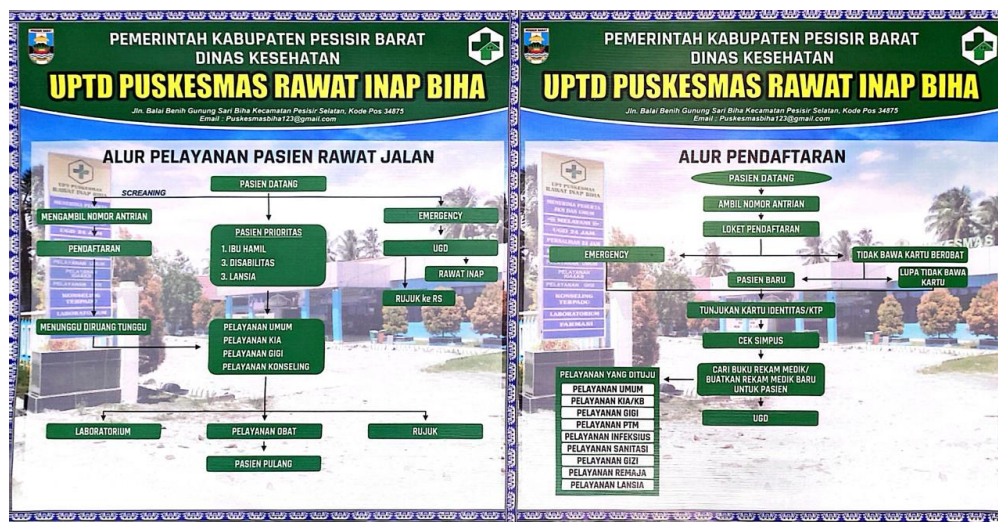 PEMERINTAH KABUPATEN PESISIR BARAT
DINAS KESEHATAN
UPTD PUSKESMAS RAWAT INAP BIHA
Jln. Balai Benih Gunung Sari Biha Kecamatan Pesisir Selatan, Kode Pos 34875
Email : Puskesmasbiha123@gmail.com
ALUR PELAYANAN PASIEN RAWAT JALAN
PASIEN DATANG
SCREANING
MENGAMBIL NOMOR ANTRIAN
EMERGENCY
PASIEN PRIORITAS
1. IBU HAMIL
3. DISABILITAS
3. LANSIA
PENDAFTARAN
UGD
RAWAT INAP
RUJUK ke RS
MENUNGGU DIRUANG TUNGGU
PELAYANAN UMUM
PELAYANAN KIA
PELAYANAN GIGI
PELAYANAN KONSELING
LABORATORIUM
PELAYANAN OBAT
RUJUK
PASIEN PULANG
PEMERINTAH KABUPATEN PESISIR BARAT
DINAS KESEHATAN
UPTD PUSKESMAS RAWAT INAP BIHA
Jln. Balai Benih Gunung Sari Biha Kecamatan Pesisir Selatan, Kode Pos 34875
Email : Puskesmasbiha123@gmail.com
ALUR PENDAFTARAN
PASIEN DATANG
AMBIL NOMOR ANTRIAN
LOKET PENDAFTARAN
EMERGENCY
TIDAK BAWA KARTU BEROBAT
PASIEN BARU
LUPA TIDAK BAWA
KARTU
TUNJUKAN KARTU IDENTITAS/KTP
CEK SIMPUS
CARI BUKU REKAM MEDIK/
BUATKAN REKAM MEDIK BARU
UNTUK PASIEN
UGD
PELAYANAN YANG DITUJU
PELAYANAN UMUM
PELAYANAN KIA/KB
PELAYANAN GIGI
PELAYANAN PTM
PELAYANAN INFEKSIUS
PELAYANAN SANITASI
PELAYANAN GIZI
PELAYANAN REMAJA
PELAYANAN LANSIA